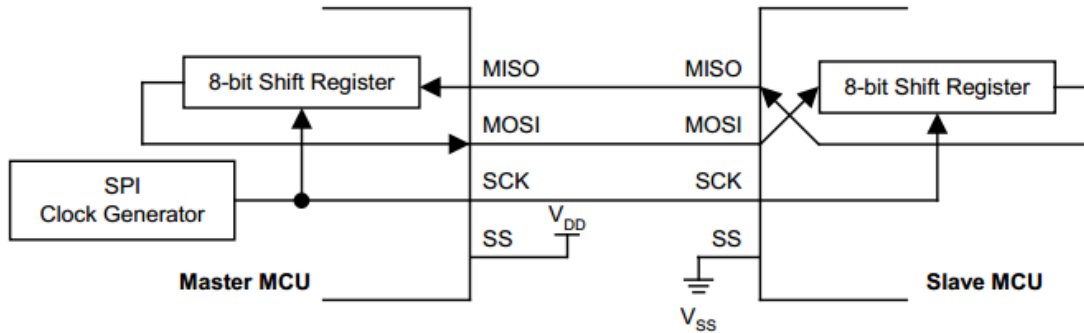 MISO
MISO
8-bit Shift Register
8-bit Shift Register
MOSI
MOSI
SPI
Clock Generator
SCK
SCK
VDD
SS
SS
Master MCU
Slave MCU
VSS